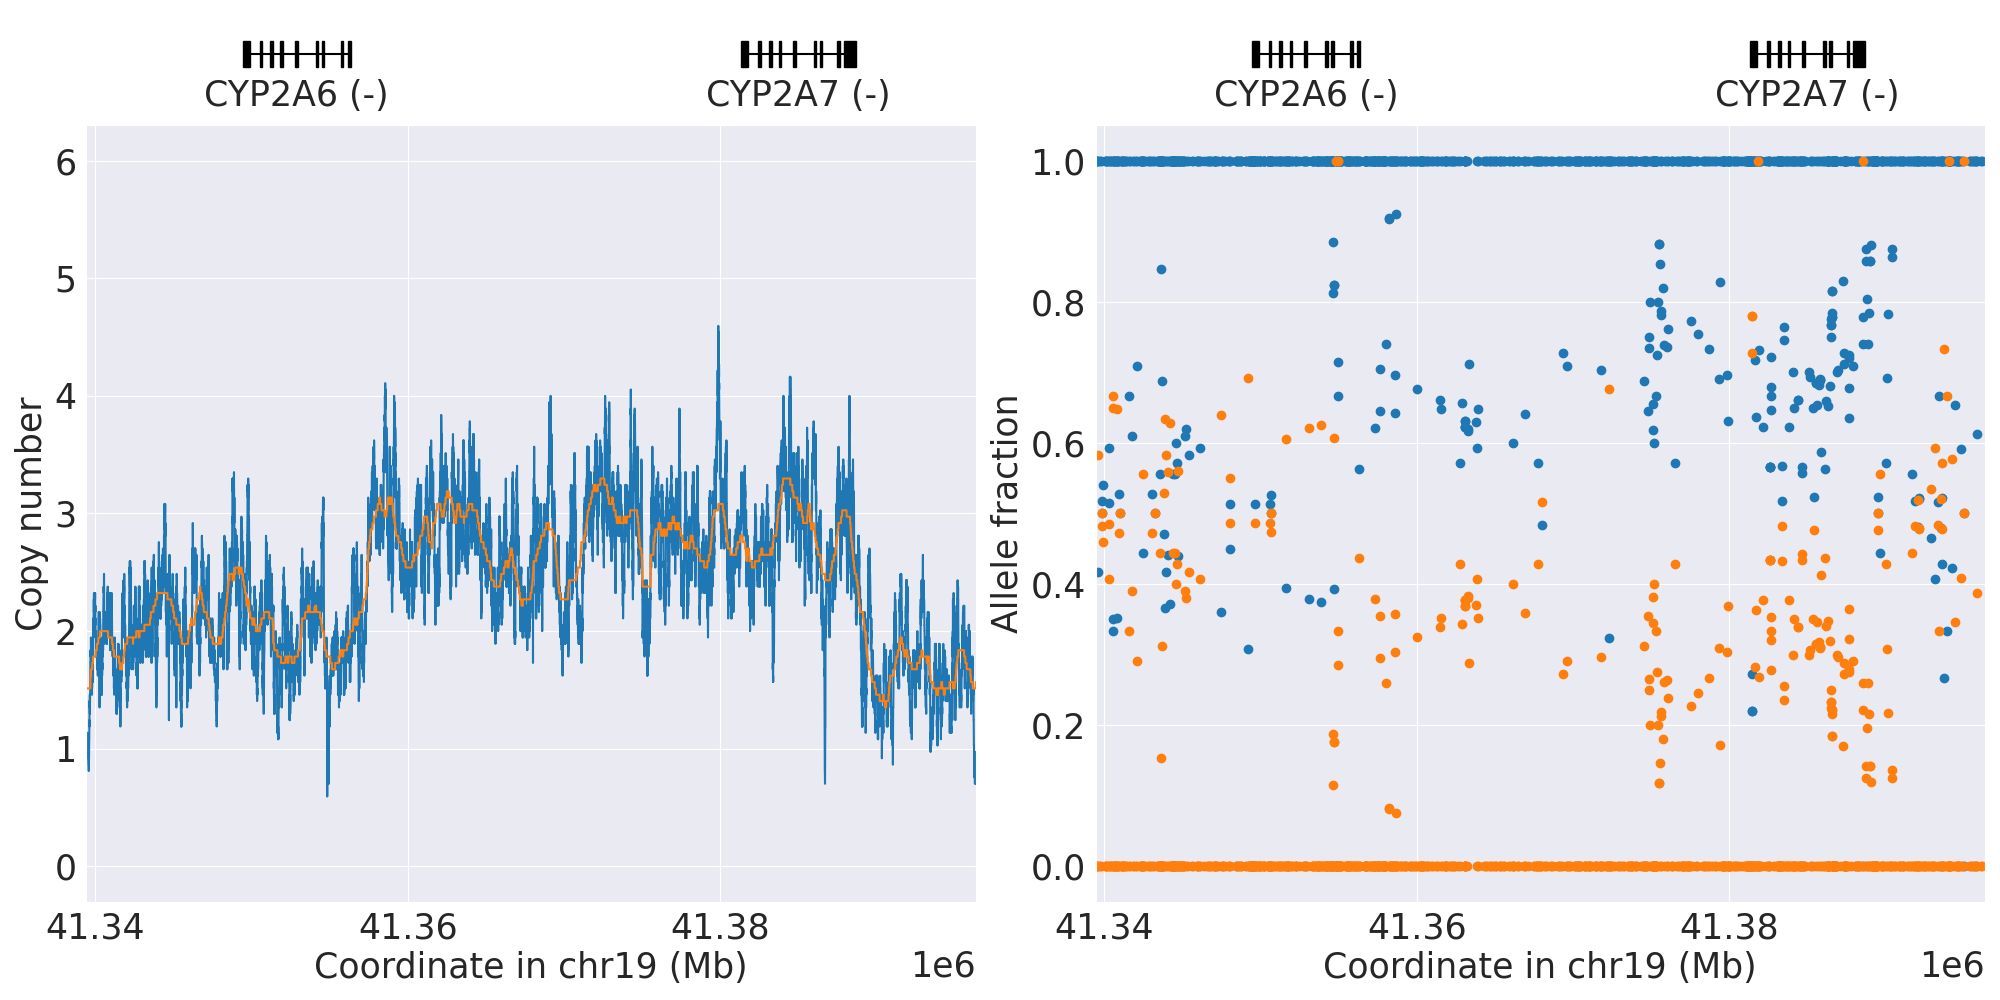 CYP2A6 (-) CYP2A7 (-)
CYP2A6 (-) CYP2A7 (-)
Copy number
6
5
4
3
2
1
0
41.34 41.36 41.38
Coordinate in chr19 (Mb) 1e6
Allele fraction
1.0
0.8
0.6
0.4
0.2
0.0
41.34 41.36 41.38
Coordinate in chr19 (Mb) 1e6